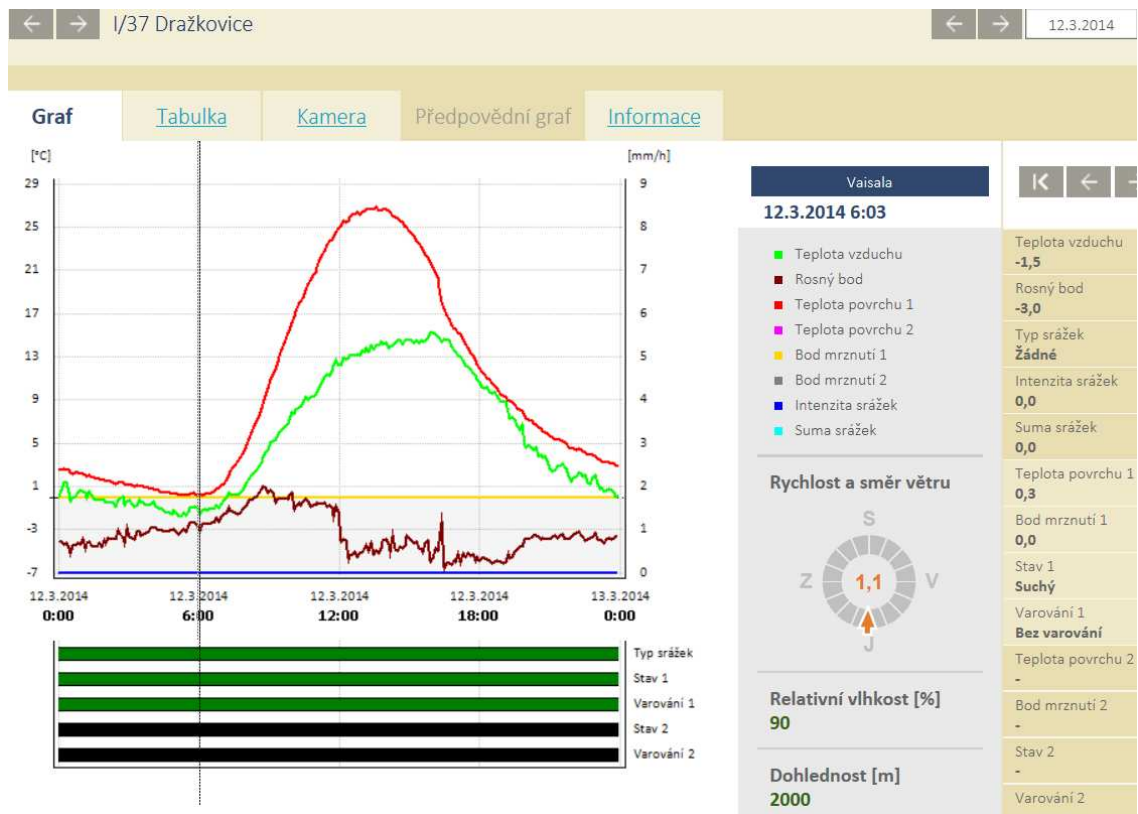 I/37 Dražkovice
12.3.2014
Graf
Tabulka
Kamera
Předpovědní graf
Informace
[°C]
[mm/h]
29
25
21
17
13
9
5
1
-3
-7
9
8
7
6
5
4
3
2
1
0
12.3.2014
0:00
12.3.2014
6:00
12.3.2014
12:00
12.3.2014
18:00
13.3.2014
0:00
Typ srážek
Stav 1
Varování 1
Stav 2
Varování 2
Vaisala
12.3.2014 6:03
Teplota vzduchu
Rosný bod
Teplota povrchu 1
Teplota povrchu 2
Bod mrznutí 1
Bod mrznutí 2
Intenzita srážek
Suma srážek
Rychlost a směr větru
S
Z
1,1
V
J
Relativní vlhkost [%]
90
Dohlednost [m]
2000
Teplota vzduchu
-1,5
Rosný bod
-3,0
Typ srážek
Žádné
Intenzita srážek
0,0
Suma srážek
0,0
Teplota povrchu 1
0,3
Bod mrznutí 1
0,0
Stav 1
Suchý
Varování 1
Bez varování
Teplota povrchu 2
-
Bod mrznutí 2
-
Stav 2
-
Varování 2